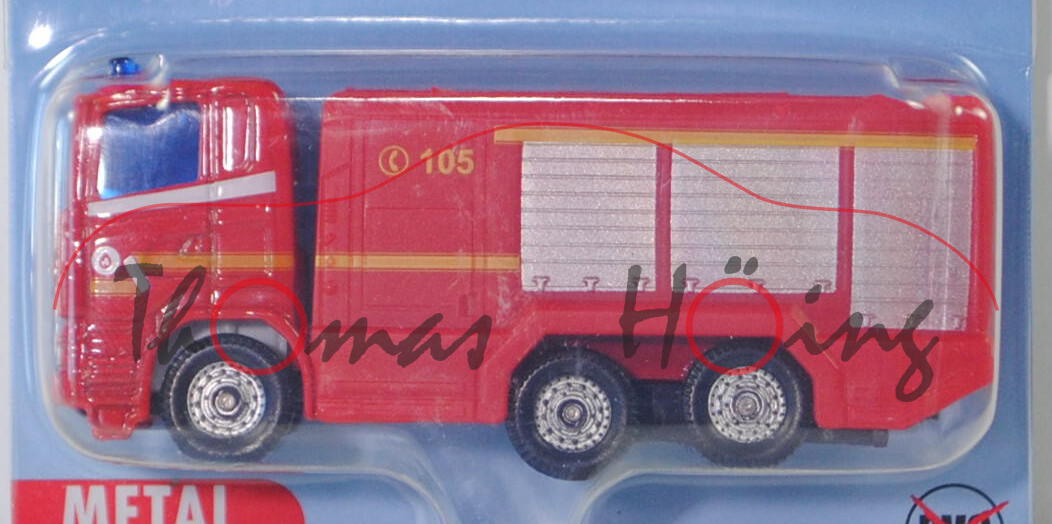 105
Thomas Höing
METAL